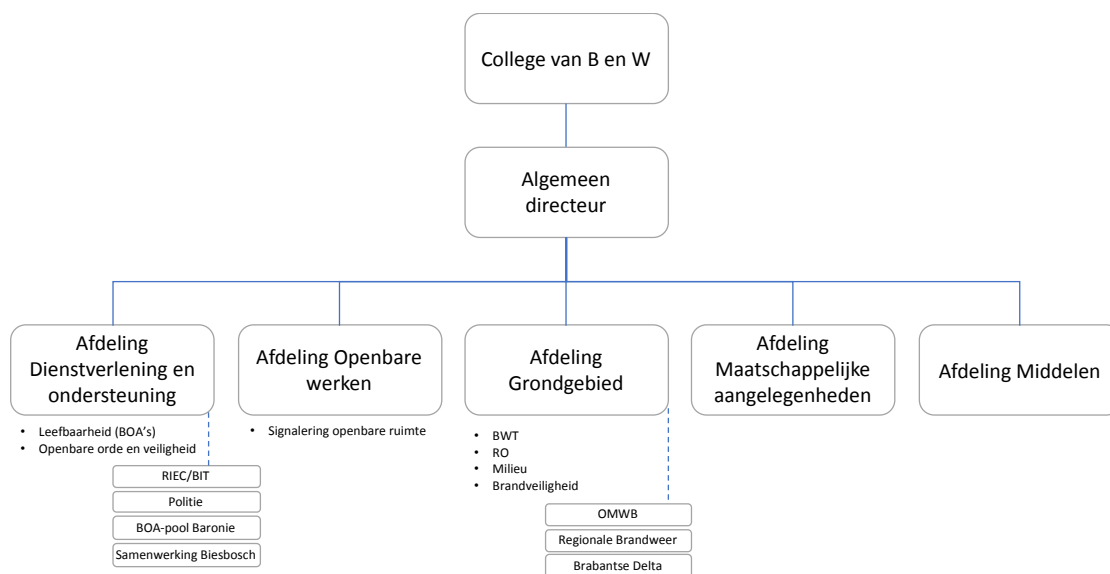 College van B en W
Algemeen
directeur
Afdeling
Dienstverlening en
ondersteuning
Afdeling Openbare
werken
Afdeling
Grondgebied
Afdeling
Maatschappelijke
aangelegenheden
Afdeling Middelen
• Leefbaarheid (BOA's)
• Openbare orde en veiligheid
• Signalering openbare ruimte
• BWT
• RO
• Milieu
• Brandveiligheid
RIEC/BIT
Politie
BOA-pool Baronie
Samenwerking Biesbosch
OMWB
Regionale Brandweer
Brabantse Delta